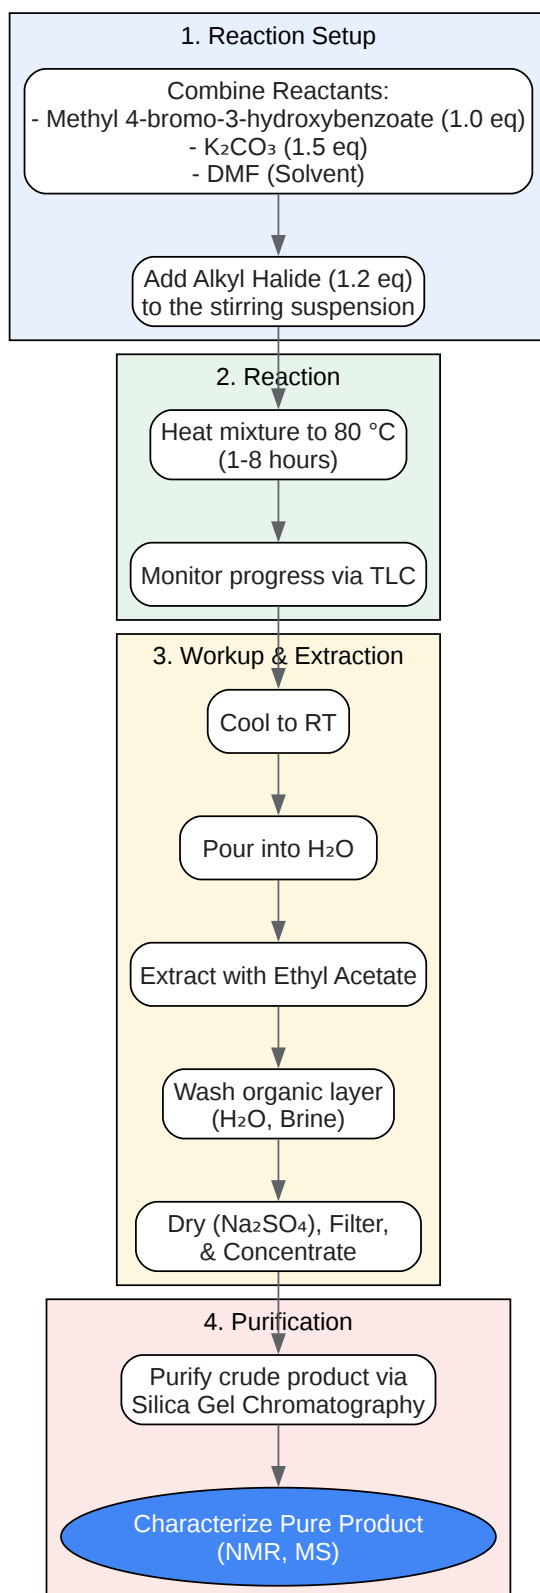 1. Reaction Setup
Combine Reactants:
- Methyl 4-bromo-3-hydroxybenzoate (1.0 eq)
- K₂CO₃ (1.5 eq)
- DMF (Solvent)
Add Alkyl Halide (1.2 eq)
to the stirring suspension
2. Reaction
Heat mixture to 80 °C
(1-8 hours)
Monitor progress via TLC
3. Workup & Extraction
Cool to RT
Pour into H₂O
Extract with Ethyl Acetate
Wash organic layer
(H₂O, Brine)
Dry (Na₂SO₄), Filter,
& Concentrate
4. Purification
Purify crude product via
Silica Gel Chromatography
Characterize Pure Product
(NMR, MS)